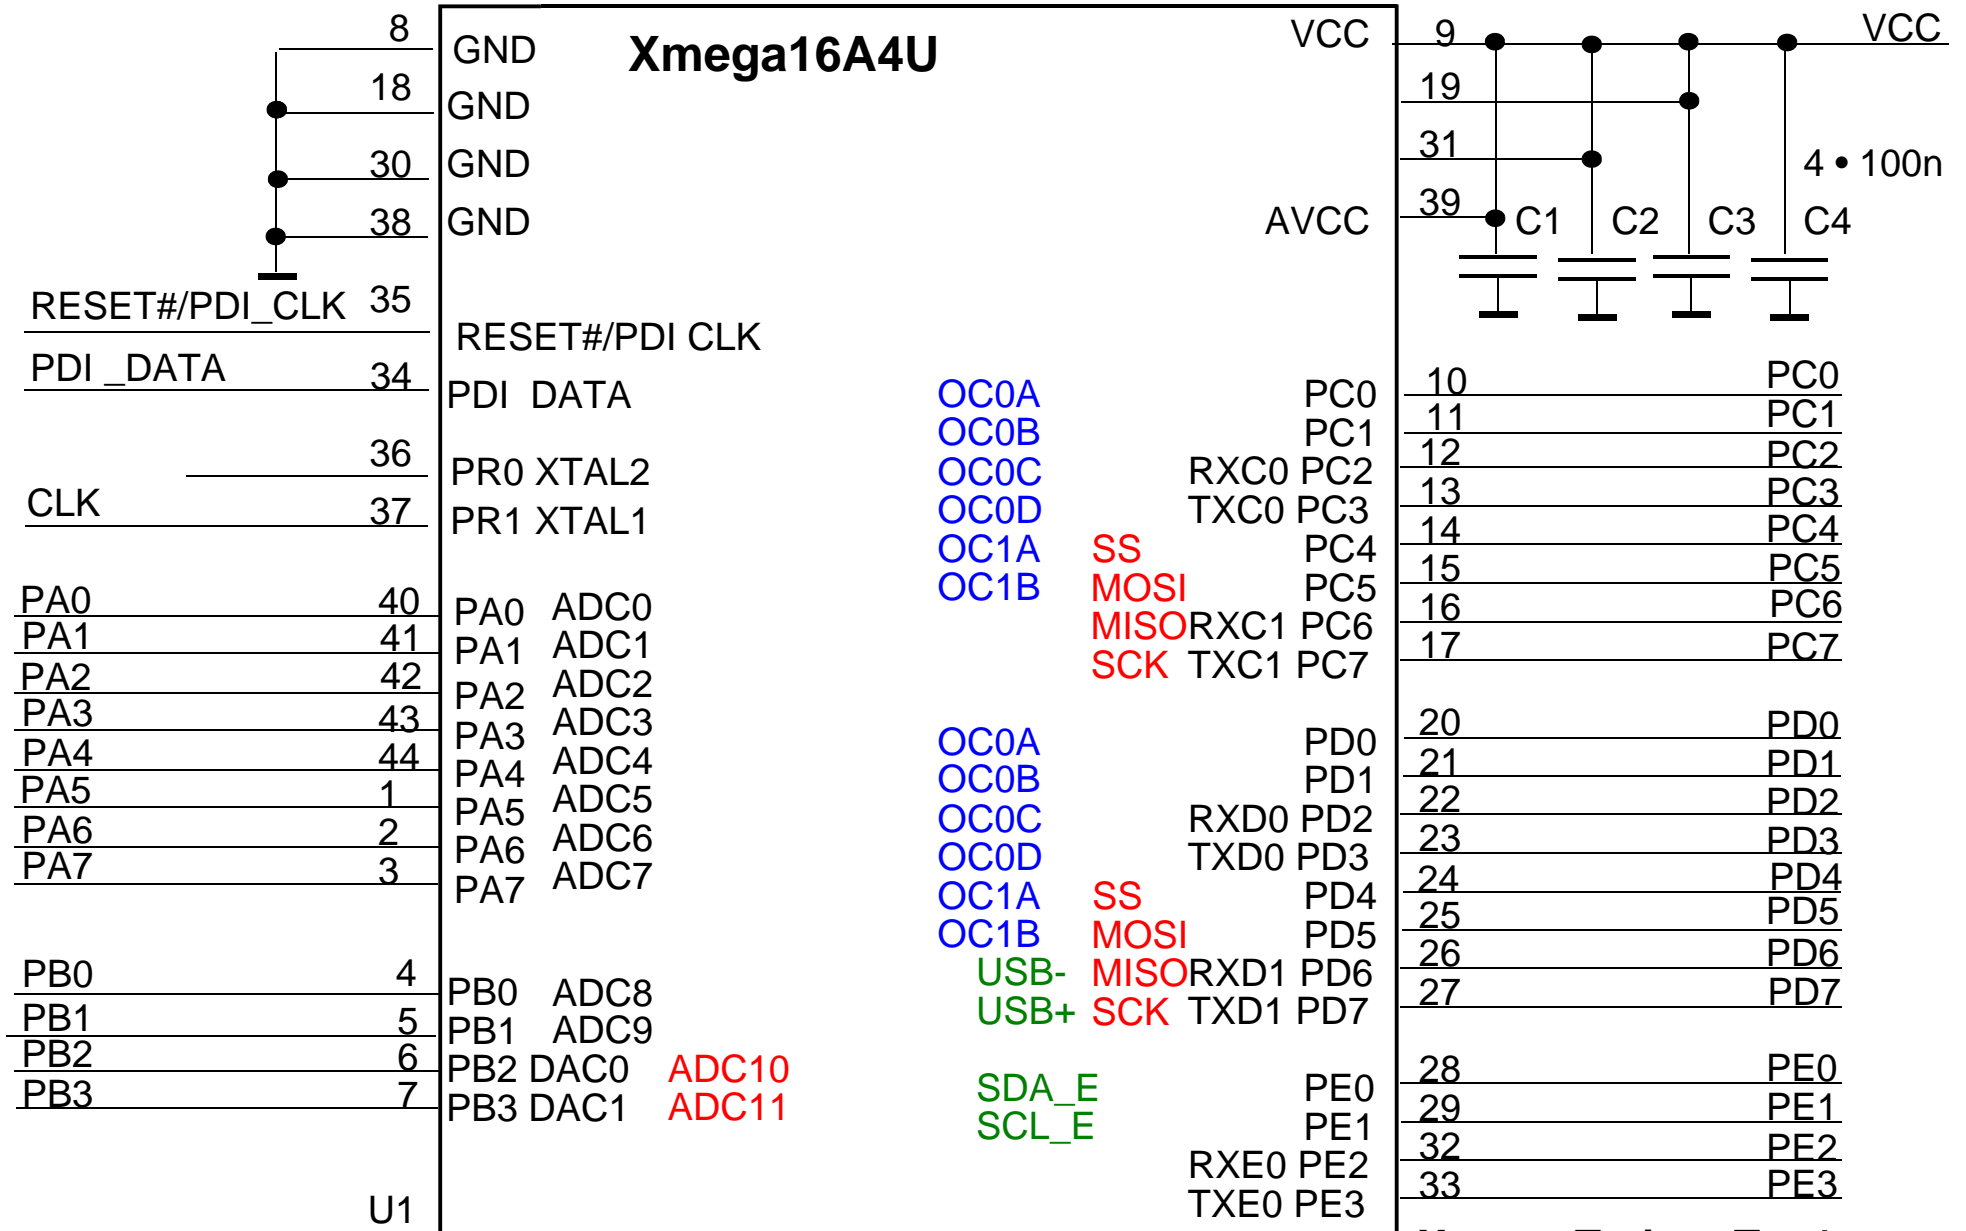 8 GND Xmega16A4U VCC 9 VCC
18 GND 19
30 GND 31 4 • 100n
38 GND AVCC 39 C1 C2 C3 C4
RESET#/PDI_CLK 35 RESET#/PDI CLK
PDI _DATA 34 PDI DATA
36 PR0 XTAL2
CLK 37 PR1 XTAL1
PA0 40 PA0 ADC0
PA1 41 PA1 ADC1
PA2 42 PA2 ADC2
PA3 43 PA3 ADC3
PA4 44 PA4 ADC4
PA5 1 PA5 ADC5
PA6 2 PA6 ADC6
PA7 3 PA7 ADC7
PB0 4 PB0 ADC8
PB1 5 PB1 ADC9
PB2 6 PB2 DAC0 ADC10
PB3 7 PB3 DAC1 ADC11
U1
OC0A PC0 10 PC0
OC0B PC1 11 PC1
OC0C RXC0 PC2 12 PC2
OC0D TXC0 PC3 13 PC3
OC1A SS PC4 14 PC4
OC1B MOSI PC5 15 PC5
MISO RXC1 PC6 16 PC6
SCK TXC1 PC7 17 PC7
OC0A PD0 20 PD0
OC0B PD1 21 PD1
OC0C RXD0 PD2 22 PD2
OC0D TXD0 PD3 23 PD3
OC1A SS PD4 24 PD4
OC1B MOSI PD5 25 PD5
USB- MISO RXD1 PD6 26 PD6
USB+ SCK TXD1 PD7 27 PD7
SDA_E PE0 28 PE0
SCL_E PE1 29 PE1
RXE0 PE2 32 PE2
TXE0 PE3 33 PE3